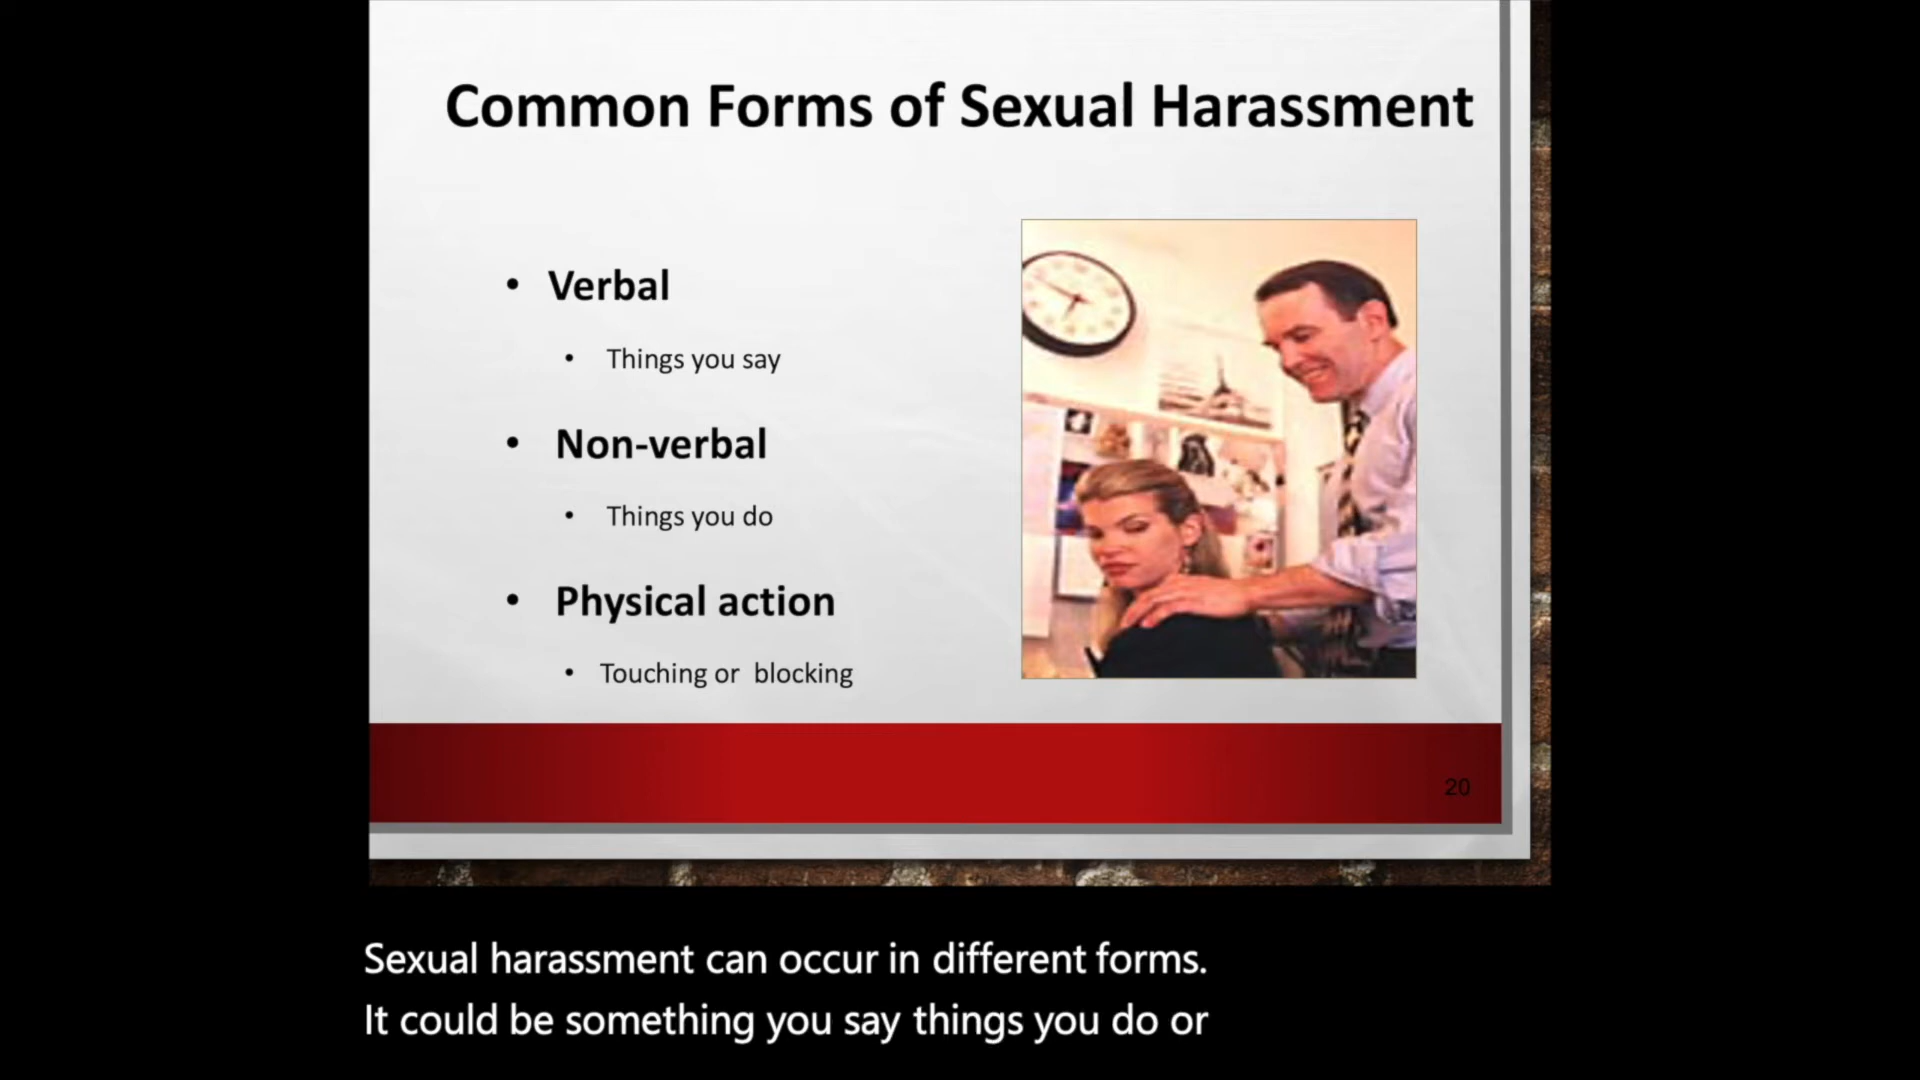 Common Forms of Sexual Harassment
• Verbal
• Things you say
• Non-verbal
• Things you do
• Physical action
• Touching or blocking
20
Sexual harassment can occur in different forms.
It could be something you say things you do or